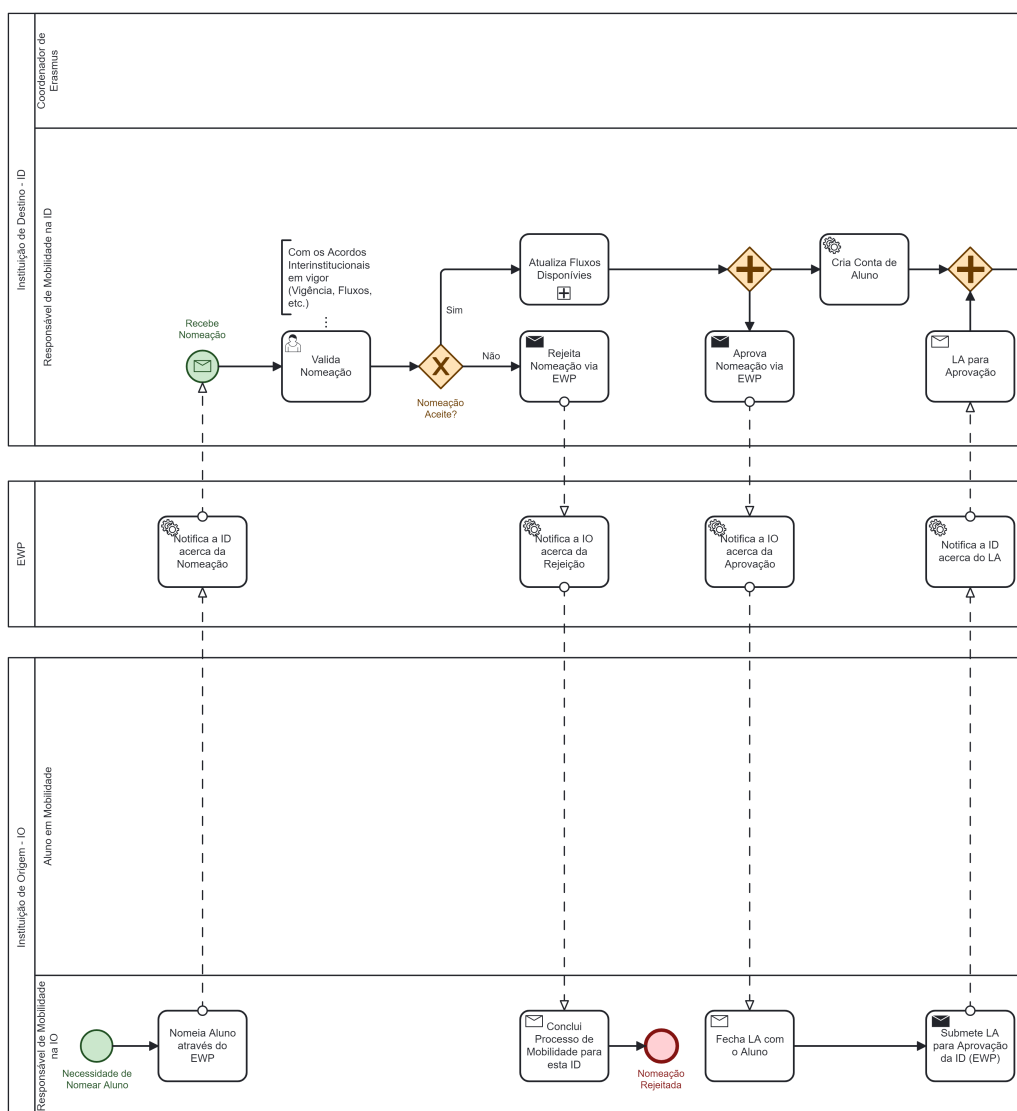 Instituição de Destino - ID
Coordenador de
Erasmus
Responsável de Mobilidade na ID
Recebe
Nomeação
Com os Acordos
Interinstitucionais
em vigor
(Vigência, Fluxos,
etc.)
Valida
Nomeação
Nomeação
Aceite?
Sim
Não
Atualiza Fluxos
Disponívies
Rejeita
Nomeação via
EWP
Aprova
Nomeação via
EWP
Cria Conta de
Aluno
LA para
Aprovação
EWP
Notifica a ID
acerca da
Nomeação
Notifica a IO
acerca da
Rejeição
Notifica a IO
acerca da
Aprovação
Notifica a ID
acerca do LA
Instituição de Origem - IO
Aluno em Mobilidade
Responsável de Mobilidade
na IO
Necessidade de
Nomear Aluno
Nomeia Aluno
através do
EWP
Conclui
Processo de
Mobilidade para
esta ID
Nomeação
Rejeitada
Fecha LA com
o Aluno
Submete LA
para Aprovação
da ID (EWP)